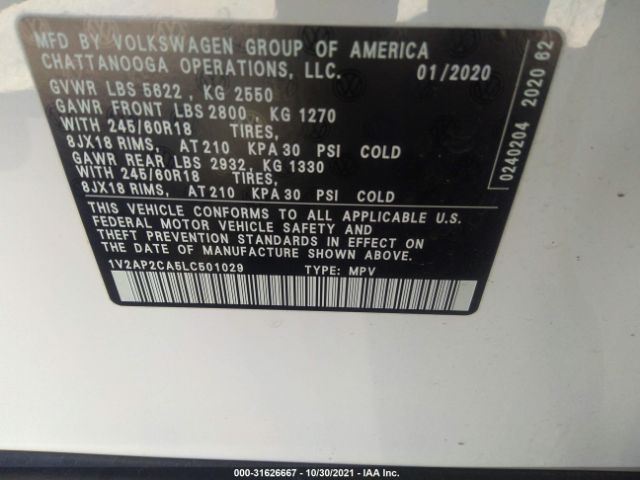 MFD BY VOLKSWAGEN GROUP OF AMERICA
CHATTANOOGA OPERATIONS, LLC. 01/2020
GVWR LBS 5622 , KG 2550
GAWR FRONT LBS 2800 , KG 1270
WITH 245/60R18 TIRES,
8JX18 RIMS, AT 210 KPA 30 PSI COLD
GAWR REAR LBS 2932, KG 1330
WITH 245/60R18 TIRES,
8JX18 RIMS, AT 210 KPA 30 PSI COLD
THIS VEHICLE CONFORMS TO ALL APPLICABLE U.S.
FEDERAL MOTOR VEHICLE SAFETY AND
THEFT PREVENTION STANDARDS IN EFFECT ON
THE DATE OF MANUFACTURE SHOWN ABOVE.
1V2AP2CA5LC501029 TYPE: MPV
0240204 2020 62
000-31626667 - 10/30/2021 - IAA Inc.